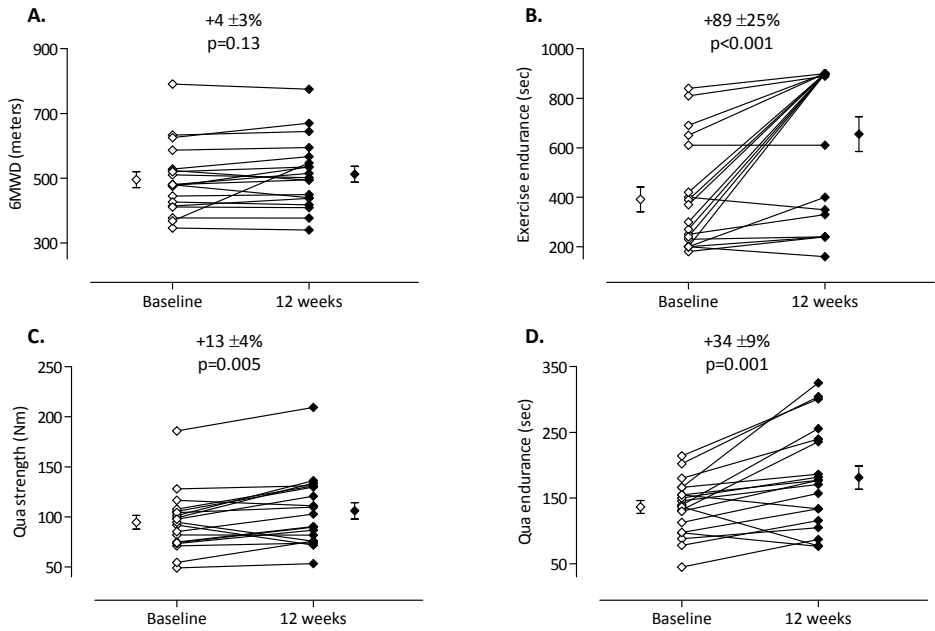 A.
+4 ±3%
p=0.13
900
700
500
300
6MWD (meters)
Baseline
12 weeks
B.
+89 ±25%
p<0.001
1000
800
600
400
200
Exercise endurance (sec)
Baseline
12 weeks
C.
+13 ±4%
p=0.005
250
200
150
100
50
Qua strength (Nm)
Baseline
12 weeks
D.
+34 ±9%
p=0.001
350
250
150
50
Qua endurance (sec)
Baseline
12 weeks